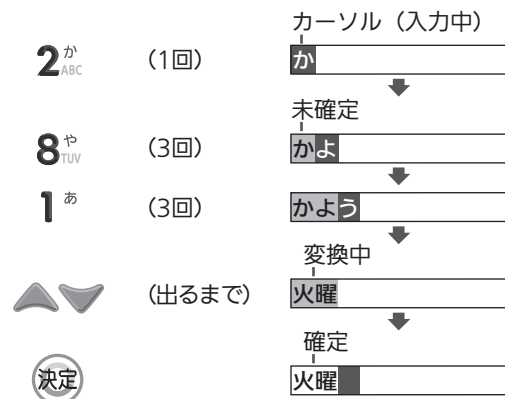 カーソル（入力中）
2 か ABC （1回） か
未確定
8 や TUV （3回） かよ
1 あ （3回） かよう
変換中
（出るまで） 火曜
確定
決定 火曜